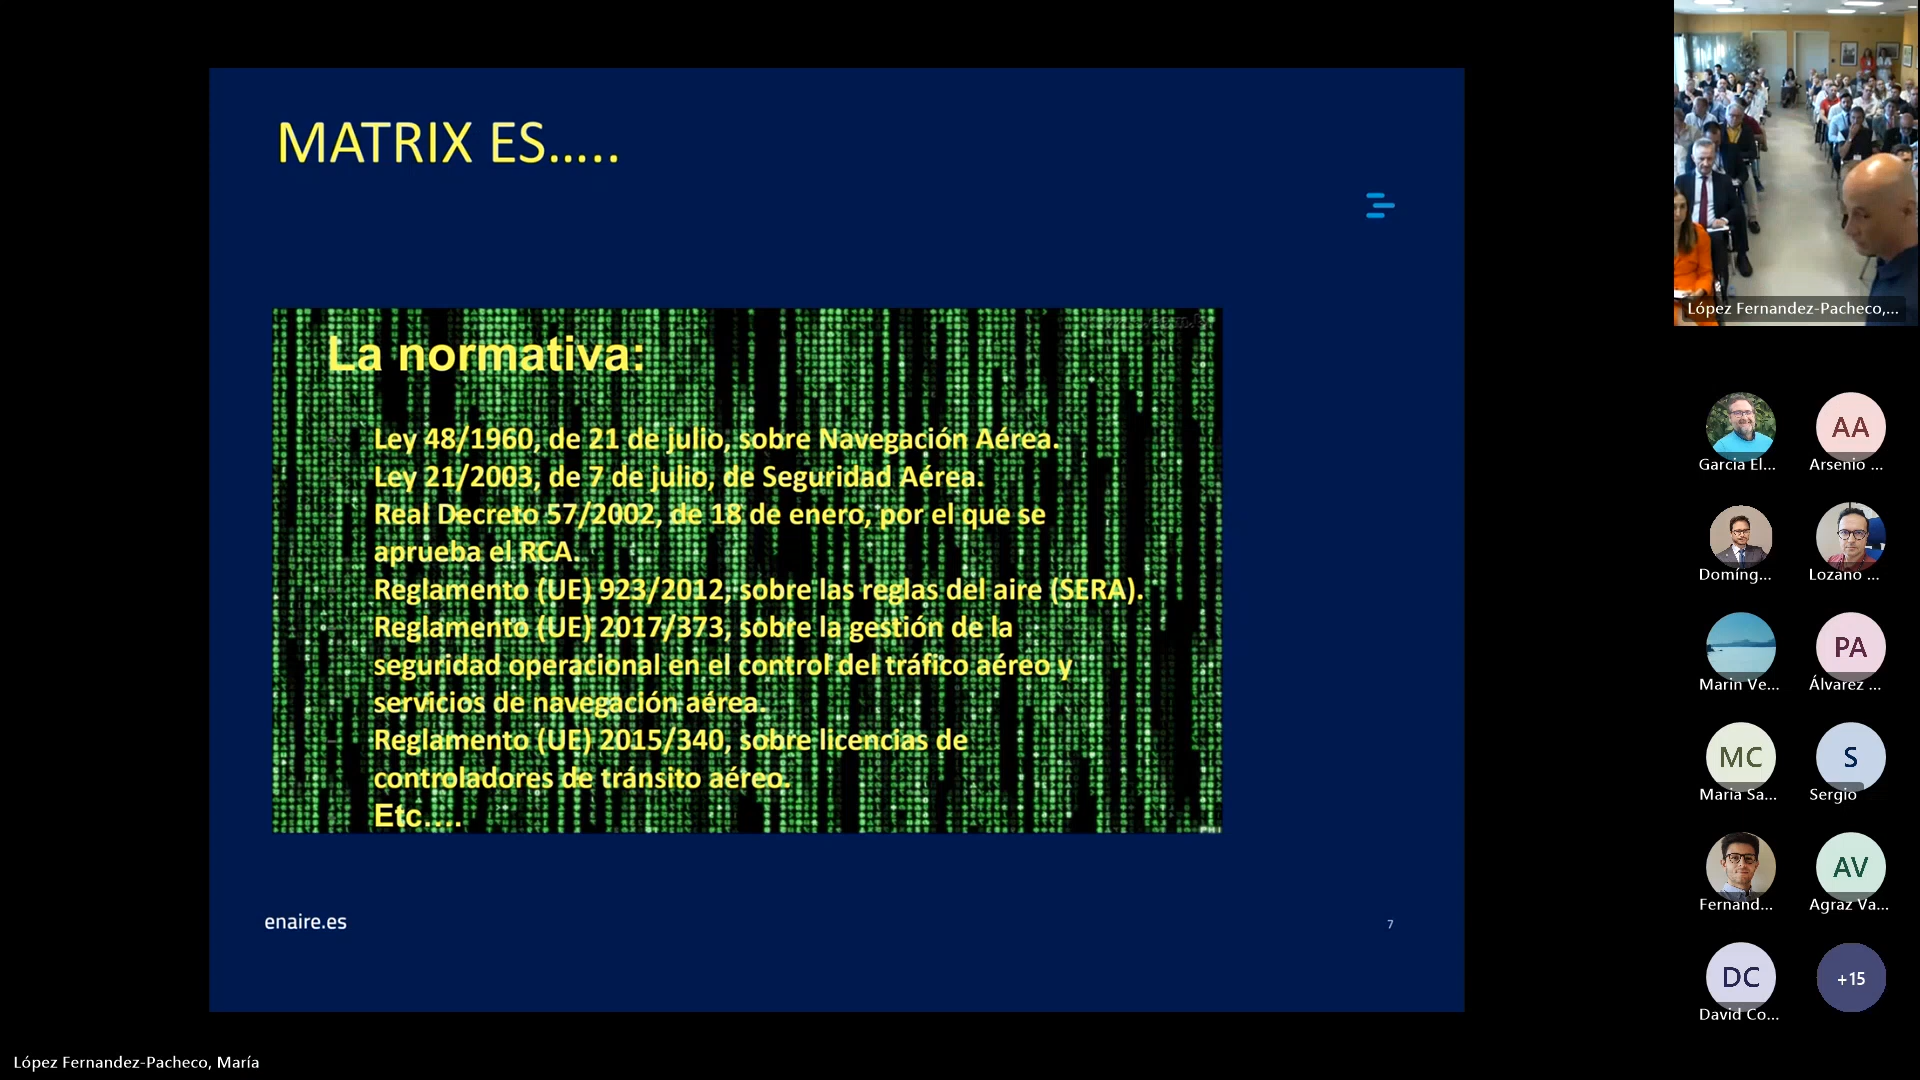 MATRIX ES.....
La normativa:
Ley 48/1960, de 21 de julio, sobre Navegación Aérea.
Ley 21/2003, de 7 de julio, de Seguridad Aérea.
Real Decreto 57/2002, de 18 de enero, por el que se
aprueba el RCA.
Reglamento (UE) 923/2012, sobre las reglas del aire (SERA).
Reglamento (UE) 2017/373, sobre la gestión de la
seguridad operacional en el control del tráfico aéreo y
servicios de navegación aérea.
Reglamento (UE) 2015/340, sobre licencias de
controladores de tránsito aéreo.
Etc....
enaire.es
7
López Fernandez-Pacheco,...
García El...
AA
Arsenio ...
Domíng...
Lozano ...
Marin Ve...
PA
Álvarez ...
MC
Maria Sa...
S
Sergio
Fernand...
AV
Agraz Va...
DC
David Co...
+15
López Fernandez-Pacheco, María